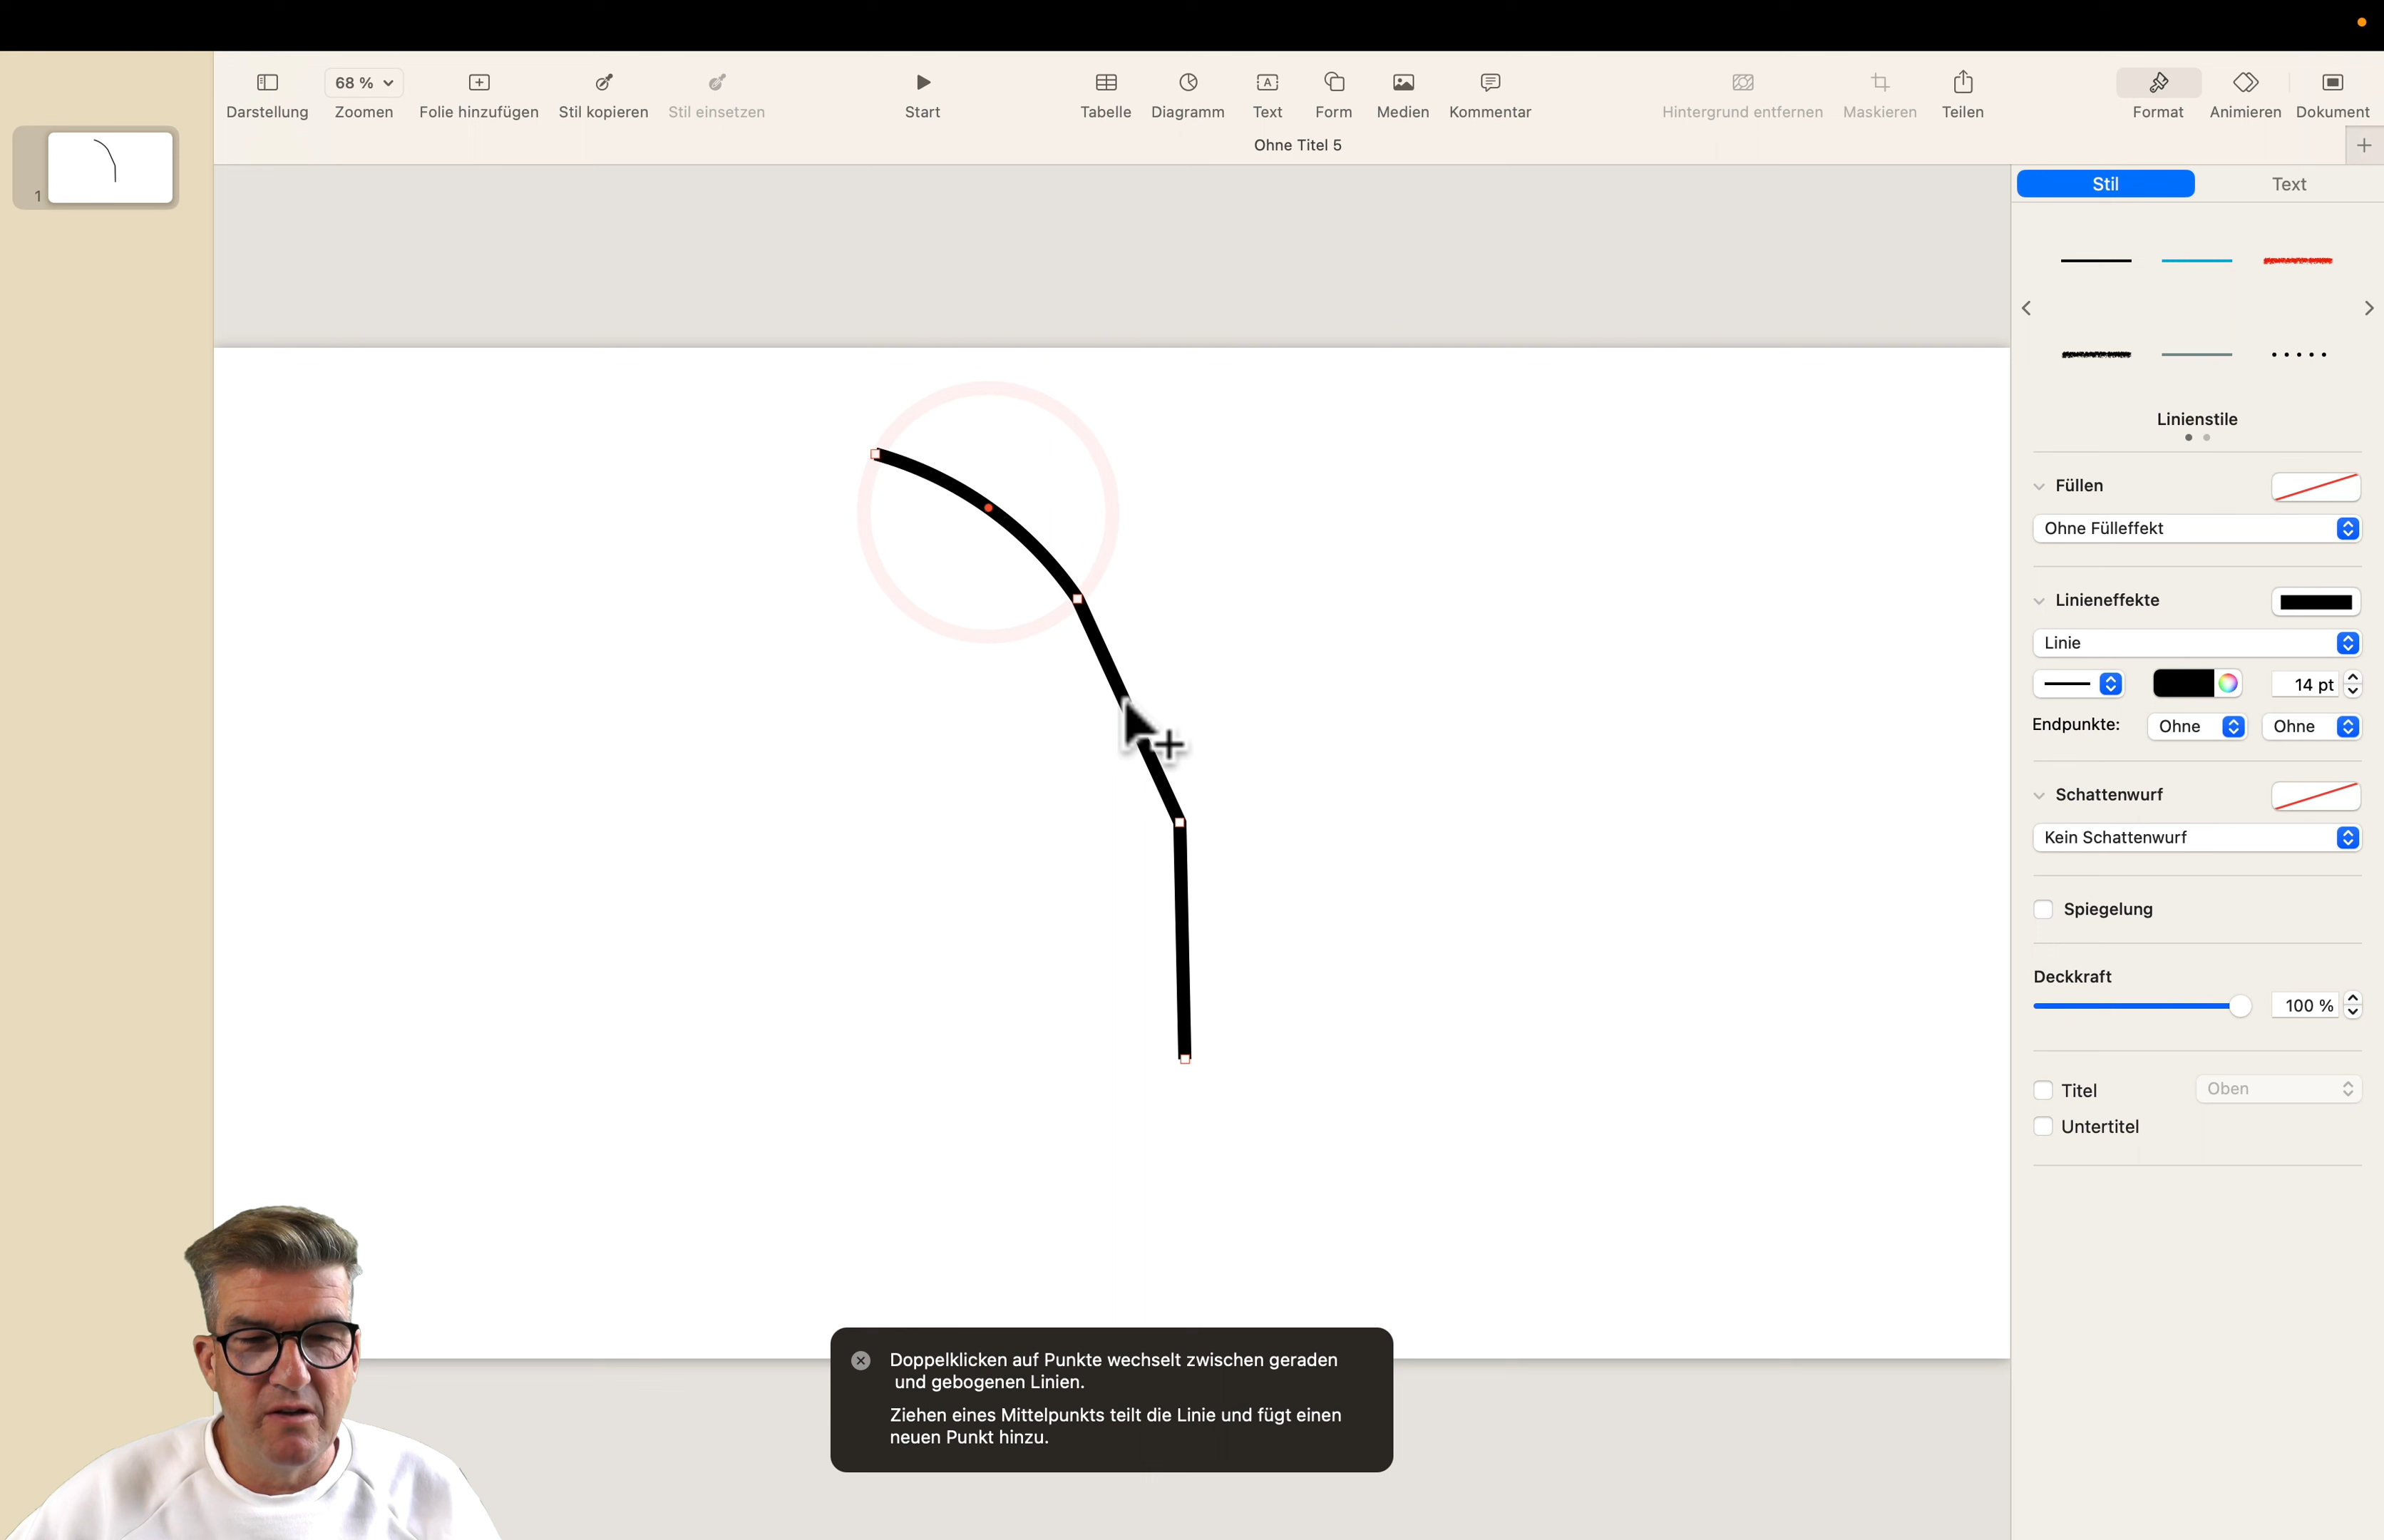 68 %
Darstellung Zoomen Folie hinzufügen Stil kopieren Stil einsetzen Start Tabelle Diagramm Text Form Medien Kommentar Hintergrund entfernen Maskieren Teilen Format Animieren Dokument
Ohne Titel 5
1
Stil Text
Linienstile
Füllen
Ohne Fülleffekt
Linieneffekte
Linie
14 pt
Endpunkte: Ohne Ohne
Schattenwurf
Kein Schattenwurf
Spiegelung
Deckkraft
100 %
Titel Oben
Untertitel
Doppelklicken auf Punkte wechselt zwischen geraden
und gebogenen Linien.
Ziehen eines Mittelpunkts teilt die Linie und fügt einen
neuen Punkt hinzu.